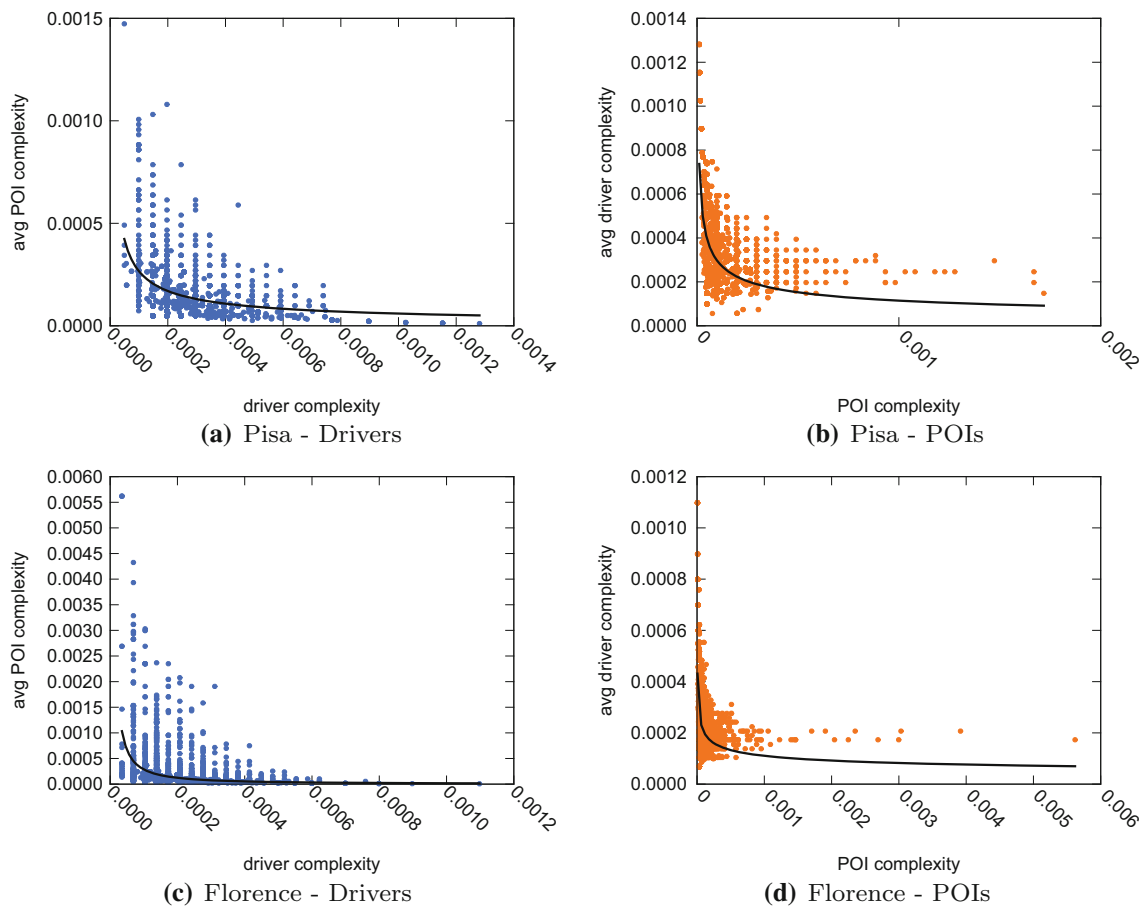 0.0015
0.0010
0.0005
0.0000
avg POI complexity
0.0000 0.0002 0.0004 0.0006 0.0008 0.0010 0.0012 0.0014
driver complexity
(a) Pisa - Drivers
0.0014
0.0012
0.0010
0.0008
0.0006
0.0004
0.0002
0.0000
avg driver complexity
0 0.001 0.002
POI complexity
(b) Pisa - POIs
0.0060
0.0055
0.0050
0.0045
0.0040
0.0035
0.0030
0.0025
0.0020
0.0015
0.0010
0.0005
0.0000
avg POI complexity
0.0000 0.0002 0.0004 0.0006 0.0008 0.0010 0.0012
driver complexity
(c) Florence - Drivers
0.0012
0.0010
0.0008
0.0006
0.0004
0.0002
0.0000
avg driver complexity
0 0.001 0.002 0.003 0.004 0.005 0.006
POI complexity
(d) Florence - POIs